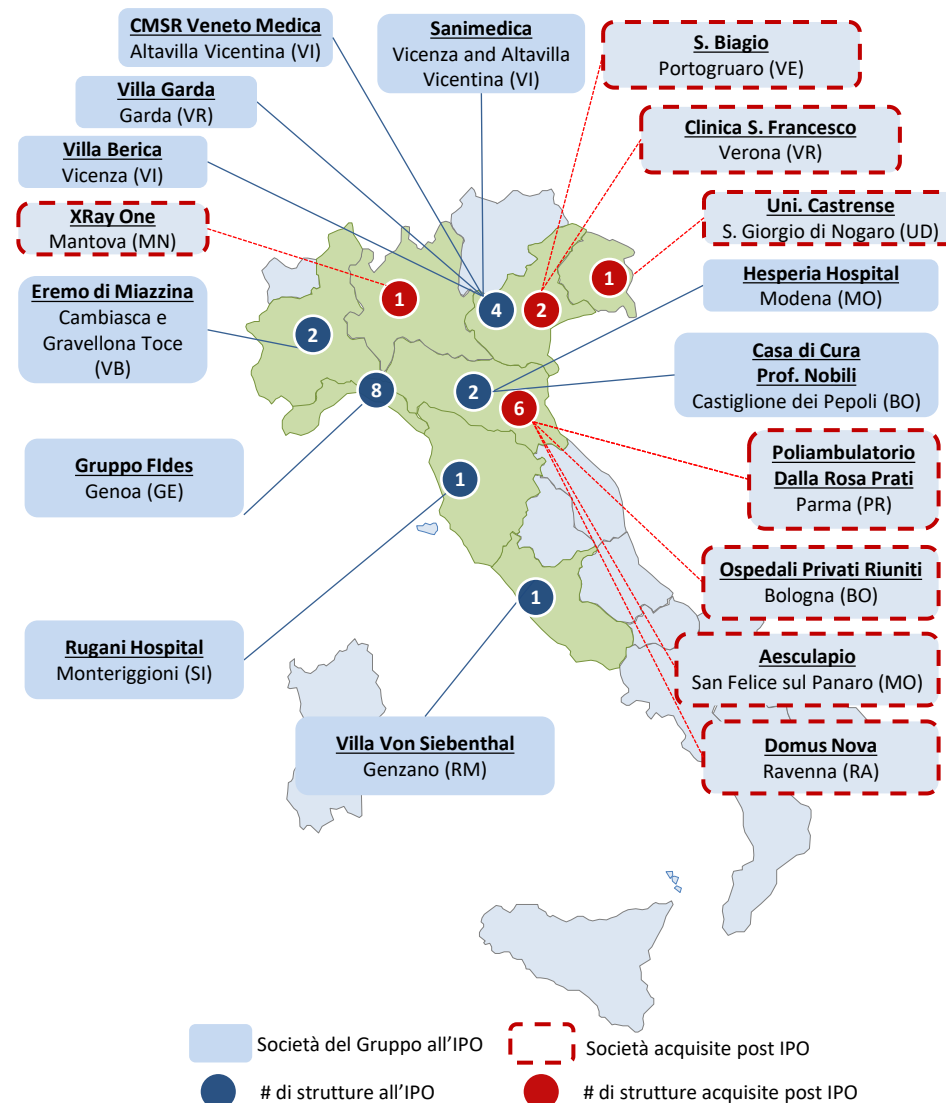 CMSR Veneto Medica
Altavilla Vicentina (VI)
Sanimedica
Vicenza and Altavilla
Vicentina (VI)
S. Biagio
Portogruaro (VE)
Villa Garda
Garda (VR)
Clinica S. Francesco
Verona (VR)
Villa Berica
Vicenza (VI)
XRay One
Mantova (MN)
Uni. Castrense
S. Giorgio di Nogaro (UD)
Eremo di Miazzina
Cambiasca e
Gravellona Toce
(VB)
Hesperia Hospital
Modena (MO)
Casa di Cura
Prof. Nobili
Castiglione dei Pepoli (BO)
1
4
2
1
2
8
2
6
1
1
Gruppo FIdes
Genoa (GE)
Poliambulatorio
Dalla Rosa Prati
Parma (PR)
Ospedali Privati Riuniti
Bologna (BO)
Rugani Hospital
Monteriggioni (SI)
Aesculapio
San Felice sul Panaro (MO)
Villa Von Siebenthal
Genzano (RM)
Domus Nova
Ravenna (RA)
Società del Gruppo all'IPO
Società acquisite post IPO
# di strutture all'IPO
# di strutture acquisite post IPO